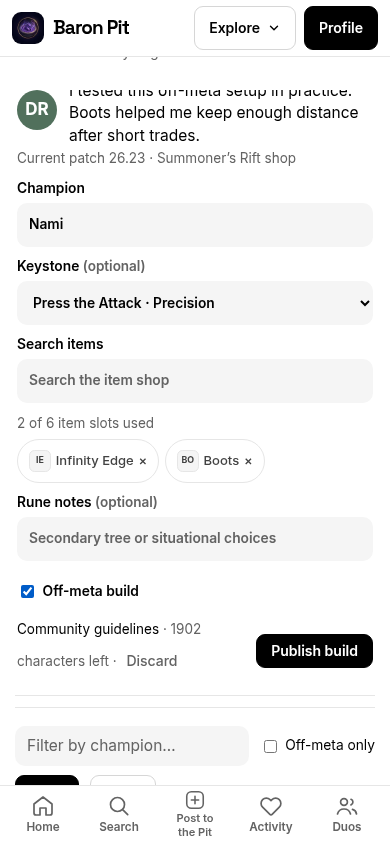 Baron Pit
Explore
Profile
I tested this off-meta setup in practice.
DR
Boots helped me keep enough distance
after short trades.
Current patch 26.23 · Summoner’s Rift shop
Champion
Nami
Keystone (optional)
Press the Attack · Precision
Search items
Search the item shop
2 of 6 item slots used
IE Infinity Edge ×
BO Boots ×
Rune notes (optional)
Secondary tree or situational choices
Off-meta build
Community guidelines · 1902
characters left · Discard
Publish build
Filter by champion...
Off-meta only
Home
Search
Post to
the Pit
Activity
Duos